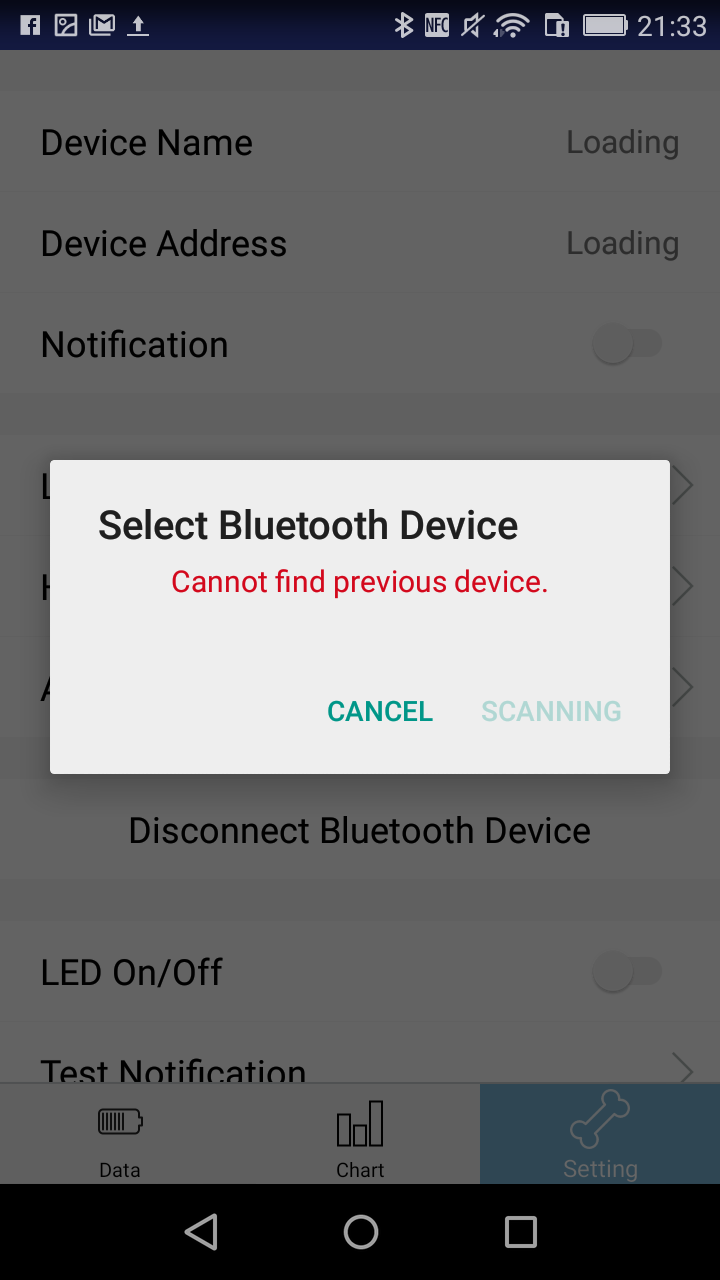 NFC 21:33
Device Name Loading
Device Address Loading
Notification
L
H
A
Select Bluetooth Device
Cannot find previous device.
CANCEL SCANNING
Disconnect Bluetooth Device
LED On/Off
Test Notification
Data Chart Setting